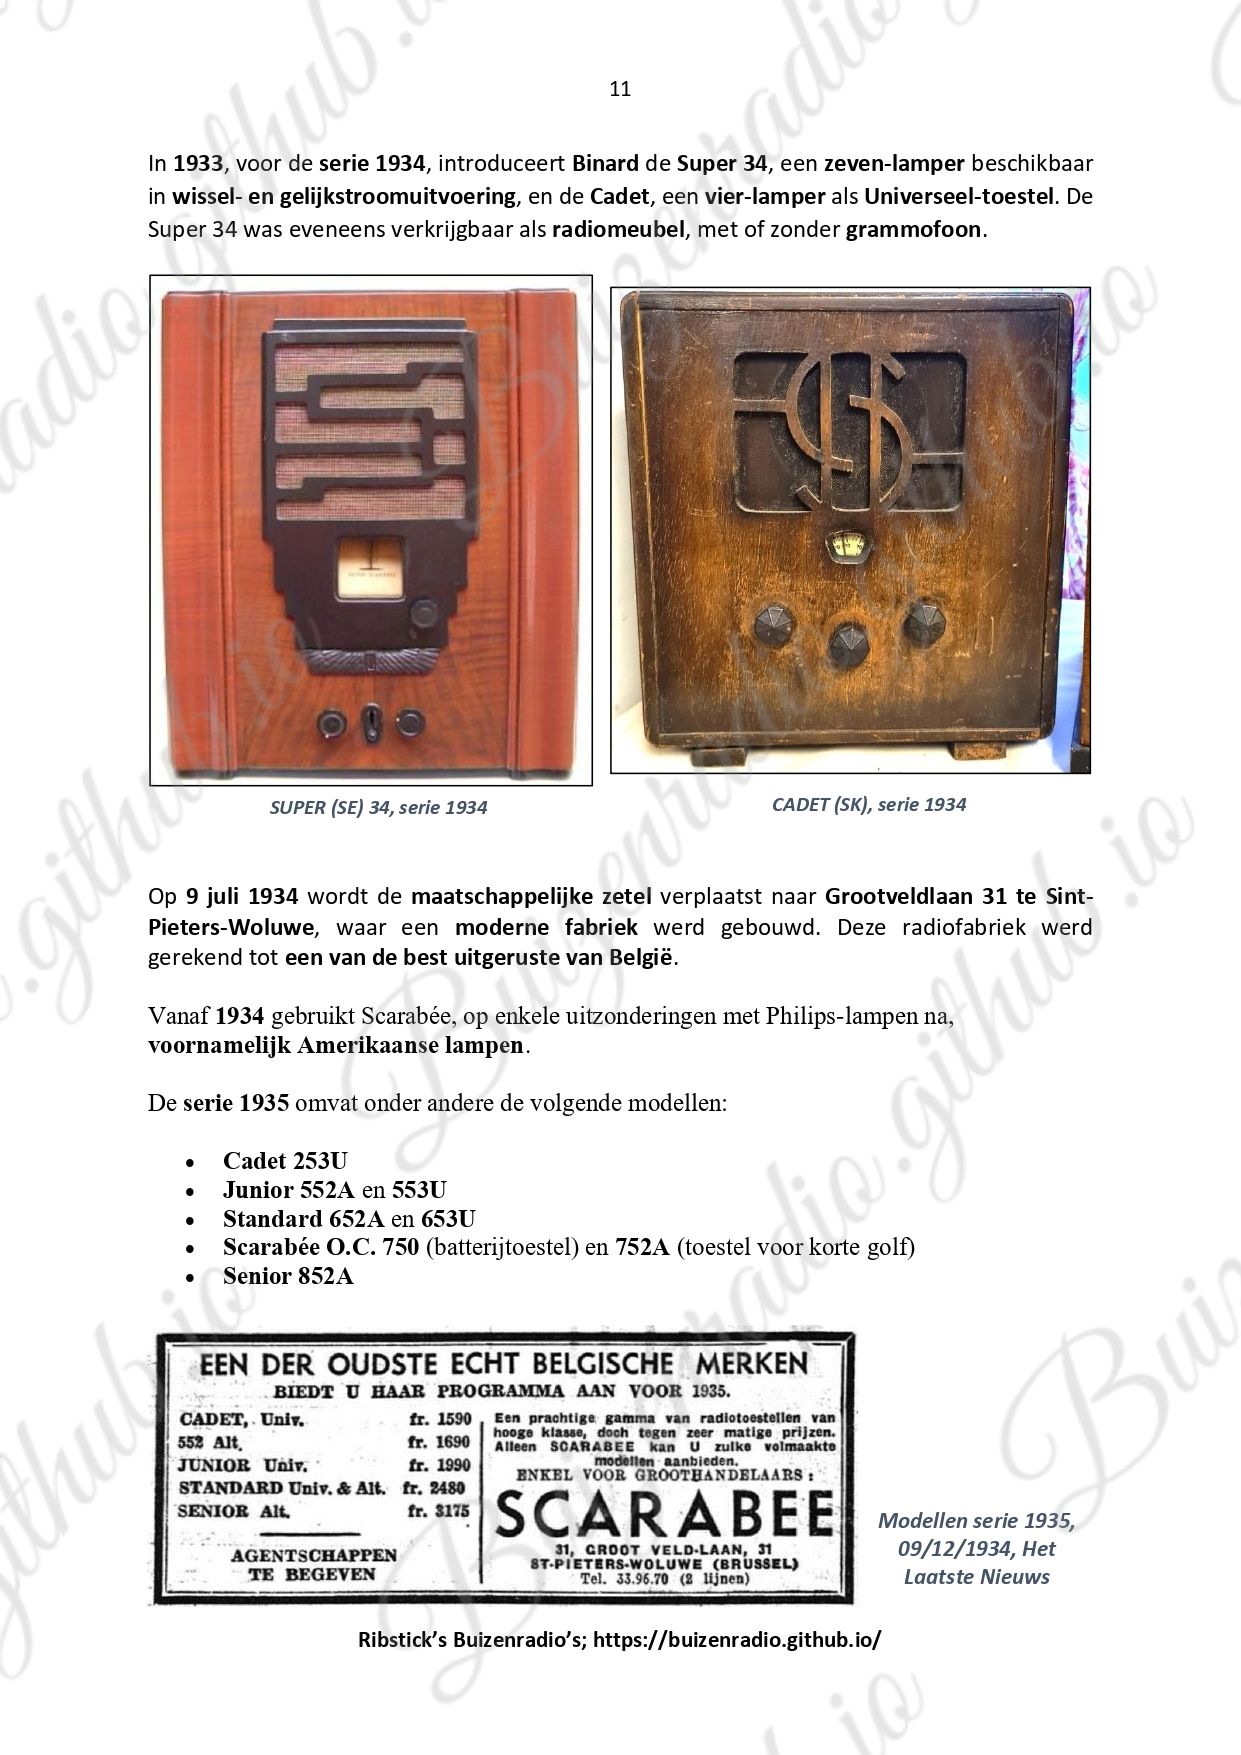 11
In 1933, voor de serie 1934, introduceert Binard de Super 34, een zeven-lamper beschikbaar
in wissel- en gelijkstroomuitvoering, en de Cadet, een vier-lamper als Universeel-toestel. De
Super 34 was eveneens verkrijgbaar als radiomeubel, met of zonder grammofoon.
SUPER (SE) 34, serie 1934
CADET (SK), serie 1934
Op 9 juli 1934 wordt de maatschappelijke zetel verplaatst naar Grootveldlaan 31 te Sint-
Pieters-Woluwe, waar een moderne fabriek werd gebouwd. Deze radiofabriek werd
gerekend tot een van de best uitgeruste van België.
Vanaf 1934 gebruikt Scarabée, op enkele uitzonderingen met Philips-lampen na,
voornamelijk Amerikaanse lampen.
De serie 1935 omvat onder andere de volgende modellen:
• Cadet 253U
• Junior 552A en 553U
• Standard 652A en 653U
• Scarabée O.C. 750 (batterijtoestel) en 752A (toestel voor korte golf)
• Senior 852A
EEN DER OUDSTE ECHT BELGISCHE MERKEN
BIEDT U HAAR PROGRAMMA AAN VOOR 1935.
CADET, Univ. fr. 1590
552 Alt. fr. 1690
JUNIOR Univ. fr. 1990
STANDARD Univ. & Alt. fr. 2480
SENIOR Alt. fr. 3175
AGENTSCHAPPEN
TE BEGEVEN
Een prachtige gamma van radiotoestellen van
hooge klasse, doch tegen zeer matige prijzen.
Alleen SCARABEE kan U zulke volmaakte
modellen aanbieden.
ENKEL VOOR GROOTHANDELAARS :
SCARABEE
31, GROOT VELD-LAAN, 31
ST-PIETERS-WOLUWE (BRUSSEL)
Tel. 33.96.70 (2 lijnen)
Modellen serie 1935,
09/12/1934, Het
Laatste Nieuws
Ribstick’s Buizenradio’s; https://buizenradio.github.io/
Buizenradio.github.io